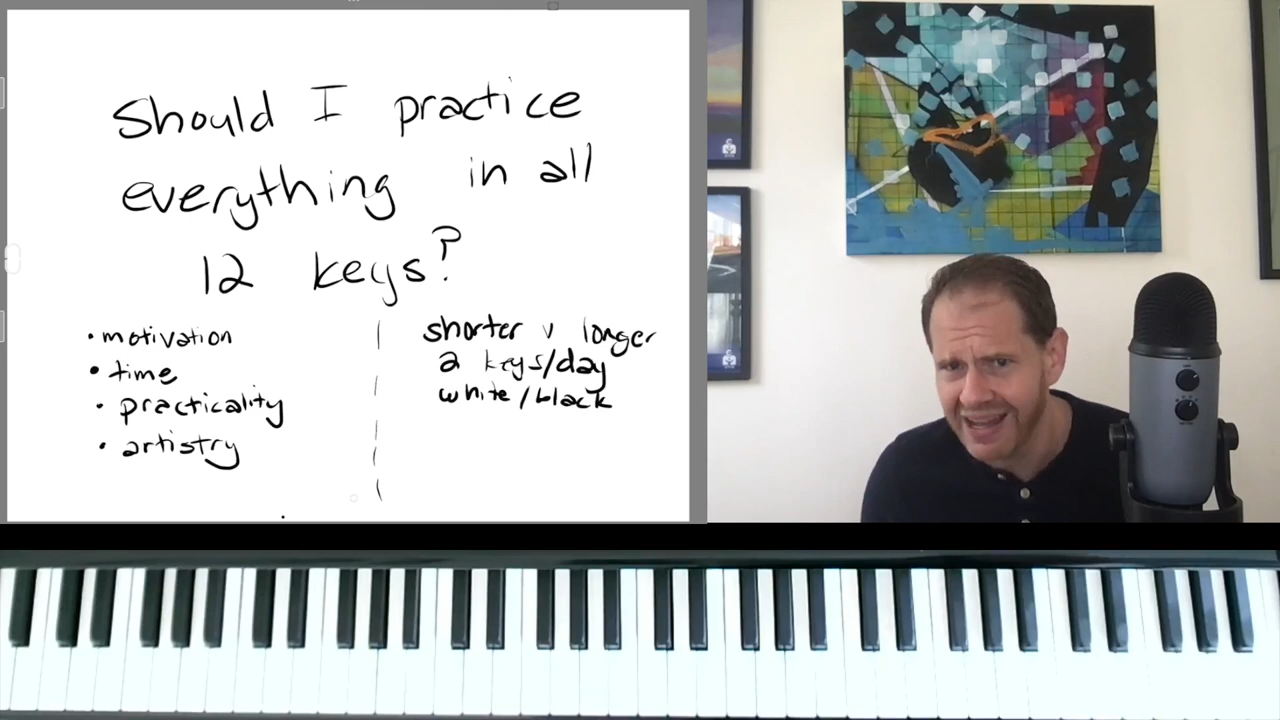 Should I practice
everything in all
12 keys?
• motivation
• time
• practicality
• artistry
shorter v longer
2 keys/day
white/black